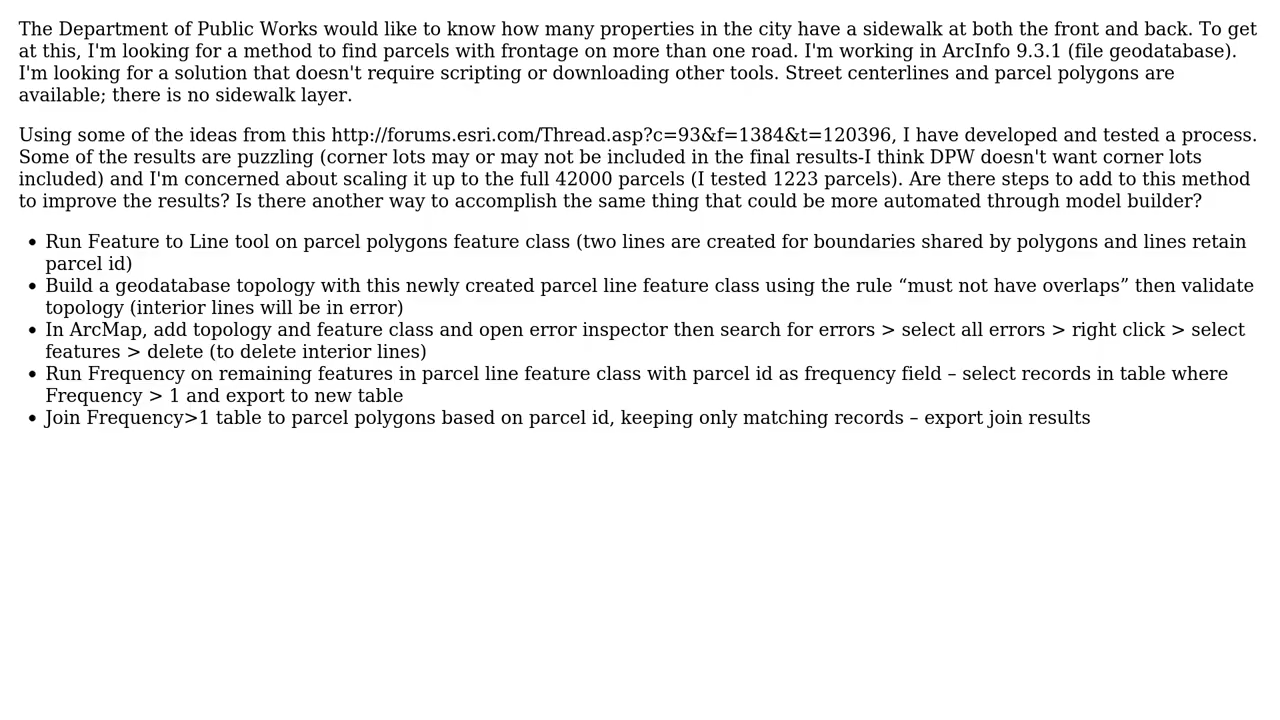 The Department of Public Works would like to know how many properties in the city have a sidewalk at both the front and back. To get
at this, I'm looking for a method to find parcels with frontage on more than one road. I'm working in ArcInfo 9.3.1 (file geodatabase).
I'm looking for a solution that doesn't require scripting or downloading other tools. Street centerlines and parcel polygons are
available; there is no sidewalk layer.
Using some of the ideas from this http://forums.esri.com/Thread.asp?c=93&f=1384&t=120396, I have developed and tested a process.
Some of the results are puzzling (corner lots may or may not be included in the final results-I think DPW doesn't want corner lots
included) and I'm concerned about scaling it up to the full 42000 parcels (I tested 1223 parcels). Are there steps to add to this method
to improve the results? Is there another way to accomplish the same thing that could be more automated through model builder?
• Run Feature to Line tool on parcel polygons feature class (two lines are created for boundaries shared by polygons and lines retain
parcel id)
• Build a geodatabase topology with this newly created parcel line feature class using the rule “must not have overlaps” then validate
topology (interior lines will be in error)
• In ArcMap, add topology and feature class and open error inspector then search for errors > select all errors > right click > select
features > delete (to delete interior lines)
• Run Frequency on remaining features in parcel line feature class with parcel id as frequency field – select records in table where
Frequency > 1 and export to new table
• Join Frequency>1 table to parcel polygons based on parcel id, keeping only matching records – export join results